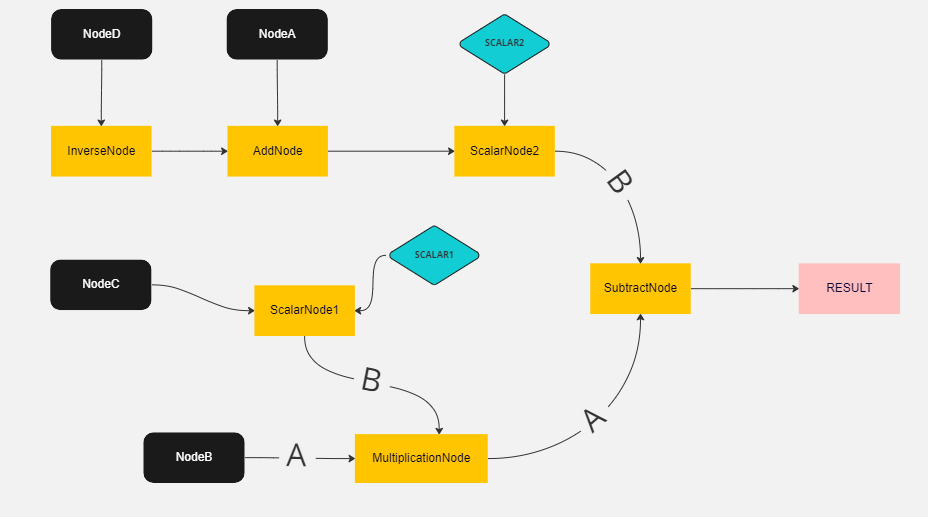 NodeD
NodeA
SCALAR2
InverseNode
AddNode
ScalarNode2
B
SCALAR1
NodeC
ScalarNode1
SubtractNode
RESULT
B
A
NodeB
A
MultiplicationNode